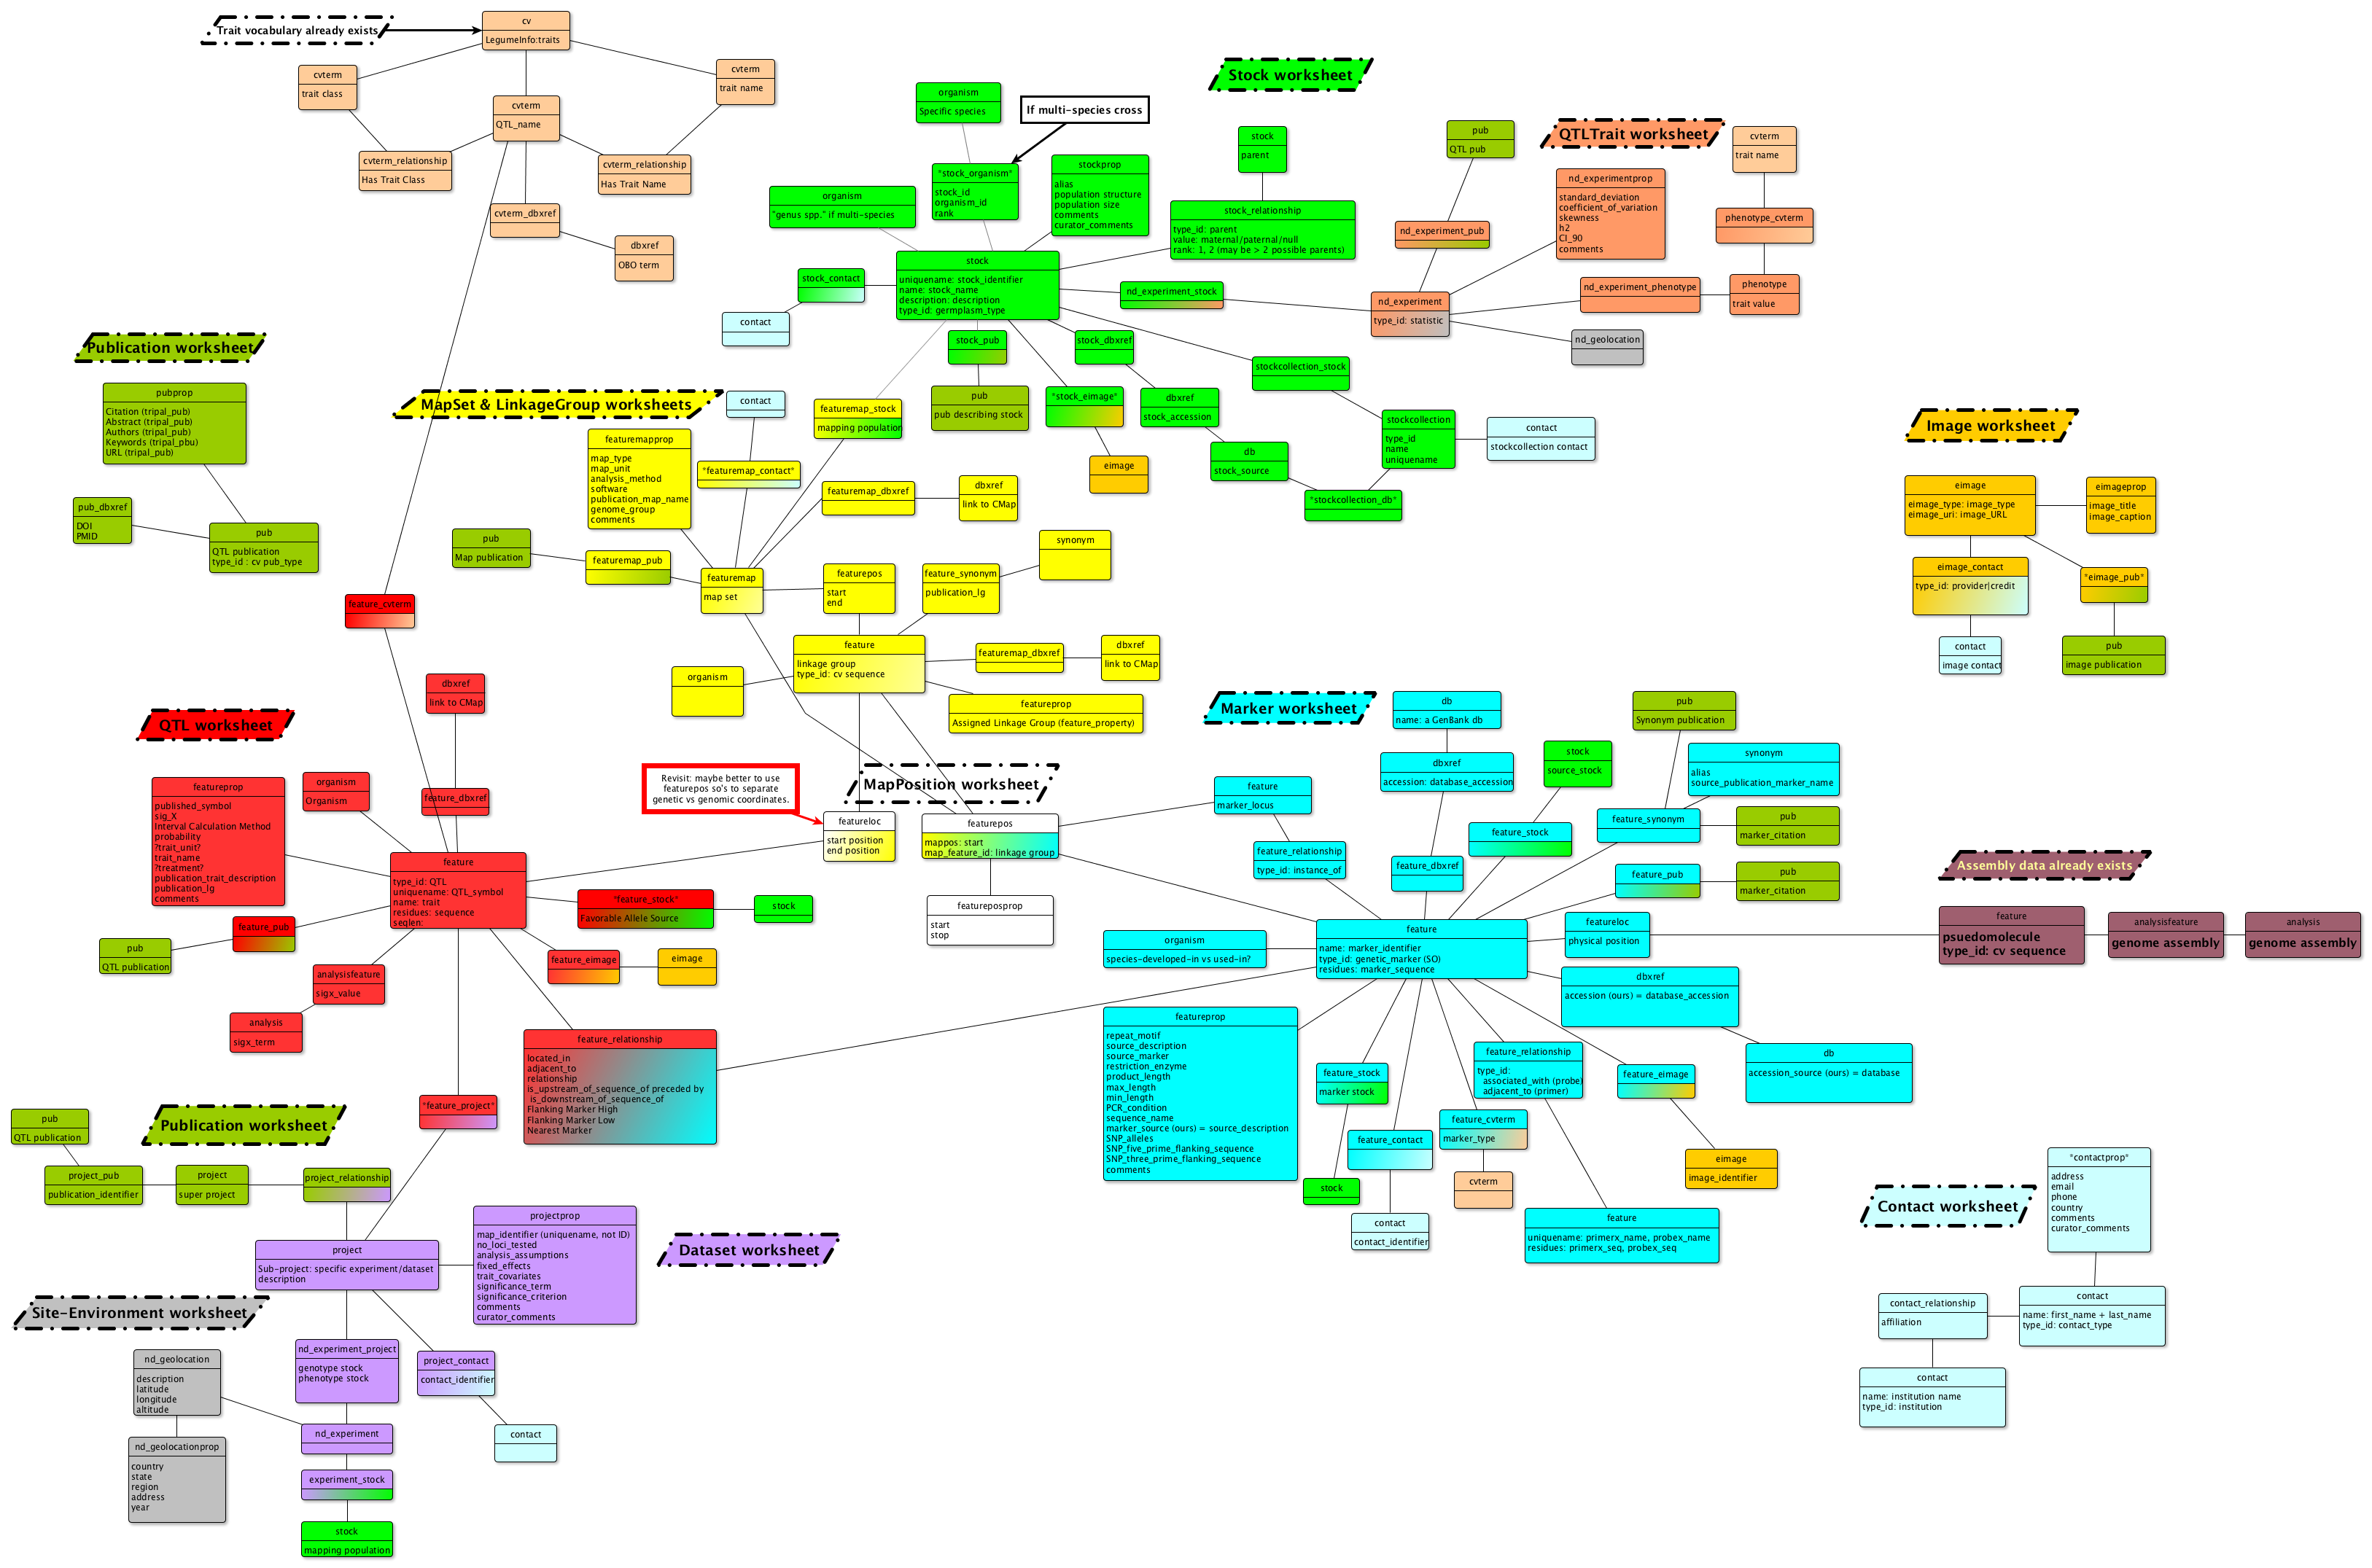 Trait vocabulary already exists
cv
LegumeInfo:traits
cvterm
trait class
cvterm
QTL_name
cvterm
trait name
cvterm_relationship
Has Trait Class
cvterm_relationship
Has Trait Name
cvterm_dbxref
dbxref
OBO term
Stock worksheet
organism
Specific species
If multi-species cross
organism
"genus spp." if multi-species
*stock_organism*
stock_id
organism_id
rank
stockprop
alias
population structure
population size
comments
curator_comments
stock
parent
stock_relationship
type_id: parent
value: maternal/paternal/null
rank: 1, 2 (may be > 2 possible parents)
stock
uniquename: stock_identifier
name: stock_name
description: description
type_id: germplasm_type
stock_contact
contact
nd_experiment_stock
stock_pub
pub
pub describing stock
stock_dbxref
*stock_eimage*
eimage
dbxref
stock_accession
db
stock_source
stockcollection_stock
stockcollection
type_id
name
uniquename
contact
stockcollection contact
*stockcollection_db*
QTLTrait worksheet
pub
QTL pub
nd_experiment_pub
nd_experimentprop
standard_deviation
coefficient_of_variation
skewness
h2
CI_90
comments
cvterm
trait name
phenotype_cvterm
phenotype
trait value
nd_experiment_phenotype
nd_experiment
type_id: statistic
nd_geolocation
Publication worksheet
pubprop
Citation (tripal_pub)
Abstract (tripal_pub)
Authors (tripal_pub)
Keywords (tripal_pbu)
URL (tripal_pub)
pub_dbxref
DOI
PMID
pub
QTL publication
type_id : cv pub_type
MapSet & LinkageGroup worksheets
contact
featuremap_stock
mapping population
featuremapprop
map_type
map_unit
analysis_method
software
publication_map_name
genome_group
comments
*featuremap_contact*
featuremap_dbxref
dbxref
link to CMap
pub
Map publication
featuremap_pub
featuremap
map set
featurepos
start
end
feature_synonym
publication_lg
synonym
feature
linkage group
type_id: cv sequence
organism
featuremap_dbxref
dbxref
link to CMap
featureprop
Assigned Linkage Group (feature_property)
Image worksheet
eimage
eimage_type: image_type
eimage_uri: image_URL
eimageprop
image_title
image_caption
eimage_contact
type_id: provider|credit
*eimage_pub*
contact
image contact
pub
image publication
feature_cvterm
QTL worksheet
dbxref
link to CMap
featureprop
published_symbol
sig_X
Interval Calculation Method
probability
?trait_unit?
trait_name
?treatment?
publication_trait_description
publication_lg
comments
organism
Organism
feature_dbxref
feature
type_id: QTL
uniquename: QTL_symbol
name: trait
residues: sequence
seqlen:
feature_pub
pub
QTL publication
analysisfeature
sigx_value
analysis
sigx_term
*feature_stock*
Favorable Allele Source
stock
feature_eimage
eimage
feature_relationship
located_in
adjacent_to
relationship
is_upstream_of_sequence_of preceded by
is_downstream_of_sequence_of
Flanking Marker High
Flanking Marker Low
Nearest Marker
*feature_project*
Revisit: maybe better to use
featurepos so's to separate
genetic vs genomic coordinates.
MapPosition worksheet
featureloc
start position
end position
featurepos
mappos: start
map_feature_id: linkage group
featureposprop
start
stop
Marker worksheet
db
name: a GenBank db
dbxref
accession: database_accession
feature_dbxref
feature
marker_locus
feature_relationship
type_id: instance_of
stock
source_stock
feature_stock
pub
Synonym publication
synonym
alias
source_publication_marker_name
feature_synonym
pub
marker_citation
feature_pub
pub
marker_citation
feature
name: marker_identifier
type_id: genetic_marker (SO)
residues: marker_sequence
organism
species-developed-in vs used-in?
featureloc
physical position
Assembly data already exists
feature
psuedomolecule
type_id: cv sequence
analysisfeature
genome assembly
analysis
genome assembly
dbxref
accession (ours) = database_accession
db
accession_source (ours) = database
featureprop
repeat_motif
source_description
source_marker
restriction_enzyme
product_length
max_length
min_length
PCR_condition
sequence_name
marker_source (ours) = source_description
SNP_alleles
SNP_five_prime_flanking_sequence
SNP_three_prime_flanking_sequence
comments
feature_stock
marker stock
stock
feature_contact
contact
contact_identifier
feature_cvterm
marker_type
cvterm
feature_relationship
type_id:
associated_with (probe)
adjacent_to (primer)
feature
uniquename: primerx_name, probex_name
residues: primerx_seq, probex_seq
feature_eimage
eimage
image_identifier
Publication worksheet
pub
QTL publication
project_pub
publication_identifier
project
super project
project_relationship
Dataset worksheet
project
Sub-project: specific experiment/dataset
description
projectprop
map_identifier (uniquename, not ID)
no_loci_tested
analysis_assumptions
fixed_effects
trait_covariates
significance_term
significance_criterion
comments
curator_comments
Site-Environment worksheet
nd_geolocation
description
latitude
longitude
altitude
nd_geolocationprop
country
state
region
address
year
nd_experiment_project
genotype stock
phenotype stock
project_contact
contact_identifier
contact
nd_experiment
experiment_stock
stock
mapping population
Contact worksheet
*contactprop*
address
email
phone
country
comments
curator_comments
contact_relationship
affiliation
contact
name: first_name + last_name
type_id: contact_type
contact
name: institution name
type_id: institution